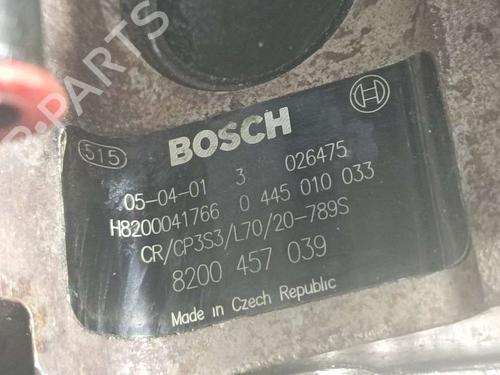 515 BOSCH
05-04-01 3 026475
H8200041766 0 445 010 033
CR/CP3S3/L70/20-789S
8200 457 039
Made in Czech Republic